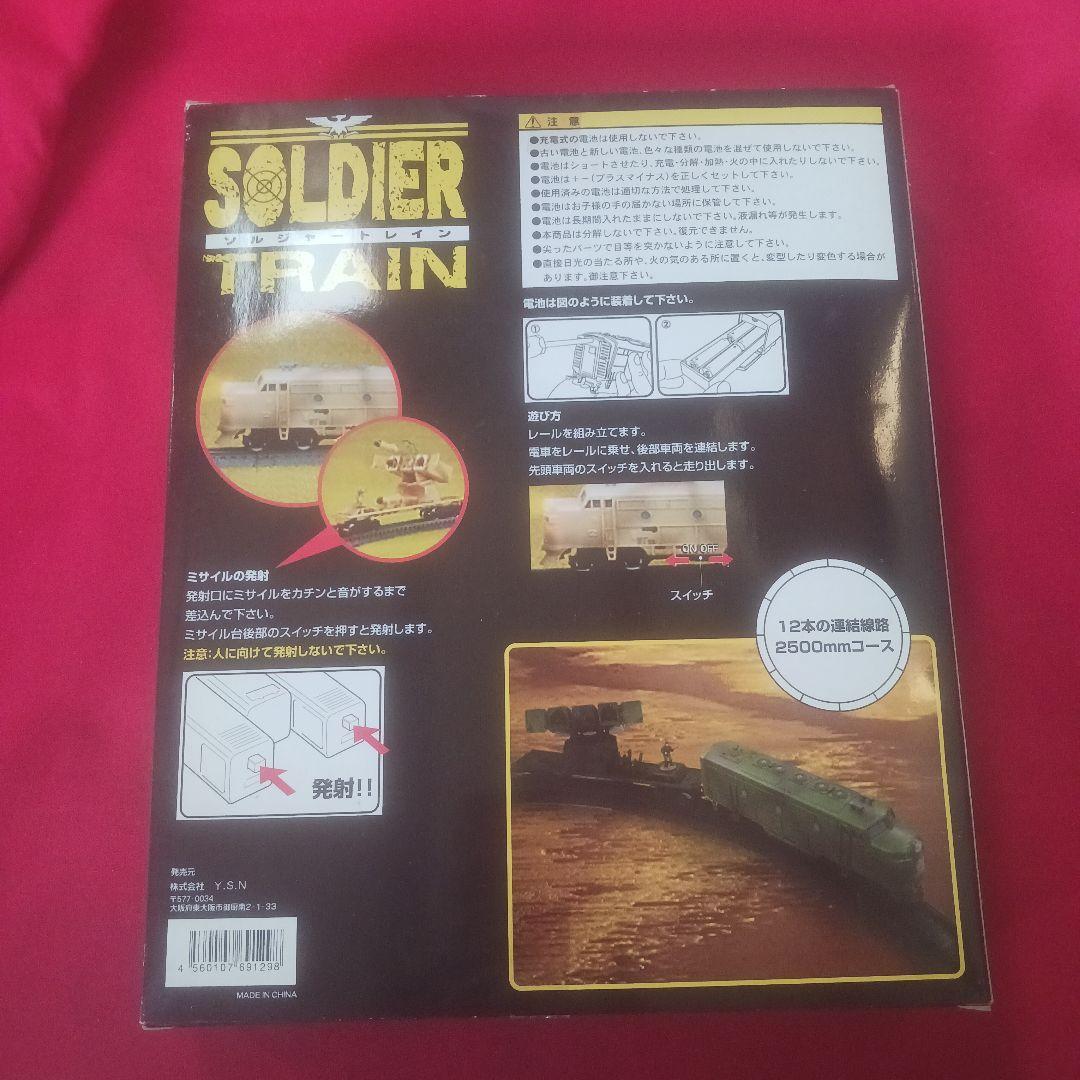 SOLDIER
ソルジャートレイン
TRAIN
注意
●充電式の電池は使用しないで下さい。
●古い電池と新しい電池、色々な種類の電池を混ぜて使用しないで下さい。
●電池はショートさせたり、充電・分解・加熱・火の中に入れたりしないで下さい。
●電池は＋－(プラスマイナス)を正しくセットして下さい。
●使用済みの電池は適切な方法で処理して下さい。
●電池はお子様の手の届かない場所に保管して下さい。
●電池は長期間入れたままにしないで下さい。液漏れ等が発生します。
●本商品は分解しないで下さい。復元できません。
●尖ったパーツで目等を突かないように注意して下さい。
●直接日光の当たる所や、火の気のある所に置くと、変型したり変色する場合が
あります。御注意下さい。
電池は図のように装着して下さい。
①
②
遊び方
レールを組み立てます。
電車をレールに乗せ、後部車両を連結します。
先頭車両のスイッチを入れると走り出します。
ON OFF
スイッチ
ミサイルの発射
発射口にミサイルをカチンと音がするまで
差込んで下さい。
ミサイル台後部のスイッチを押すと発射します。
注意:人に向けて発射しないで下さい。
発射!!
12本の連結線路
2500mmコース
発売元
株式会社 Y.S.N
〒577-0034
大阪府東大阪市御厨南2-1-33
4 560107 691298
MADE IN CHINA